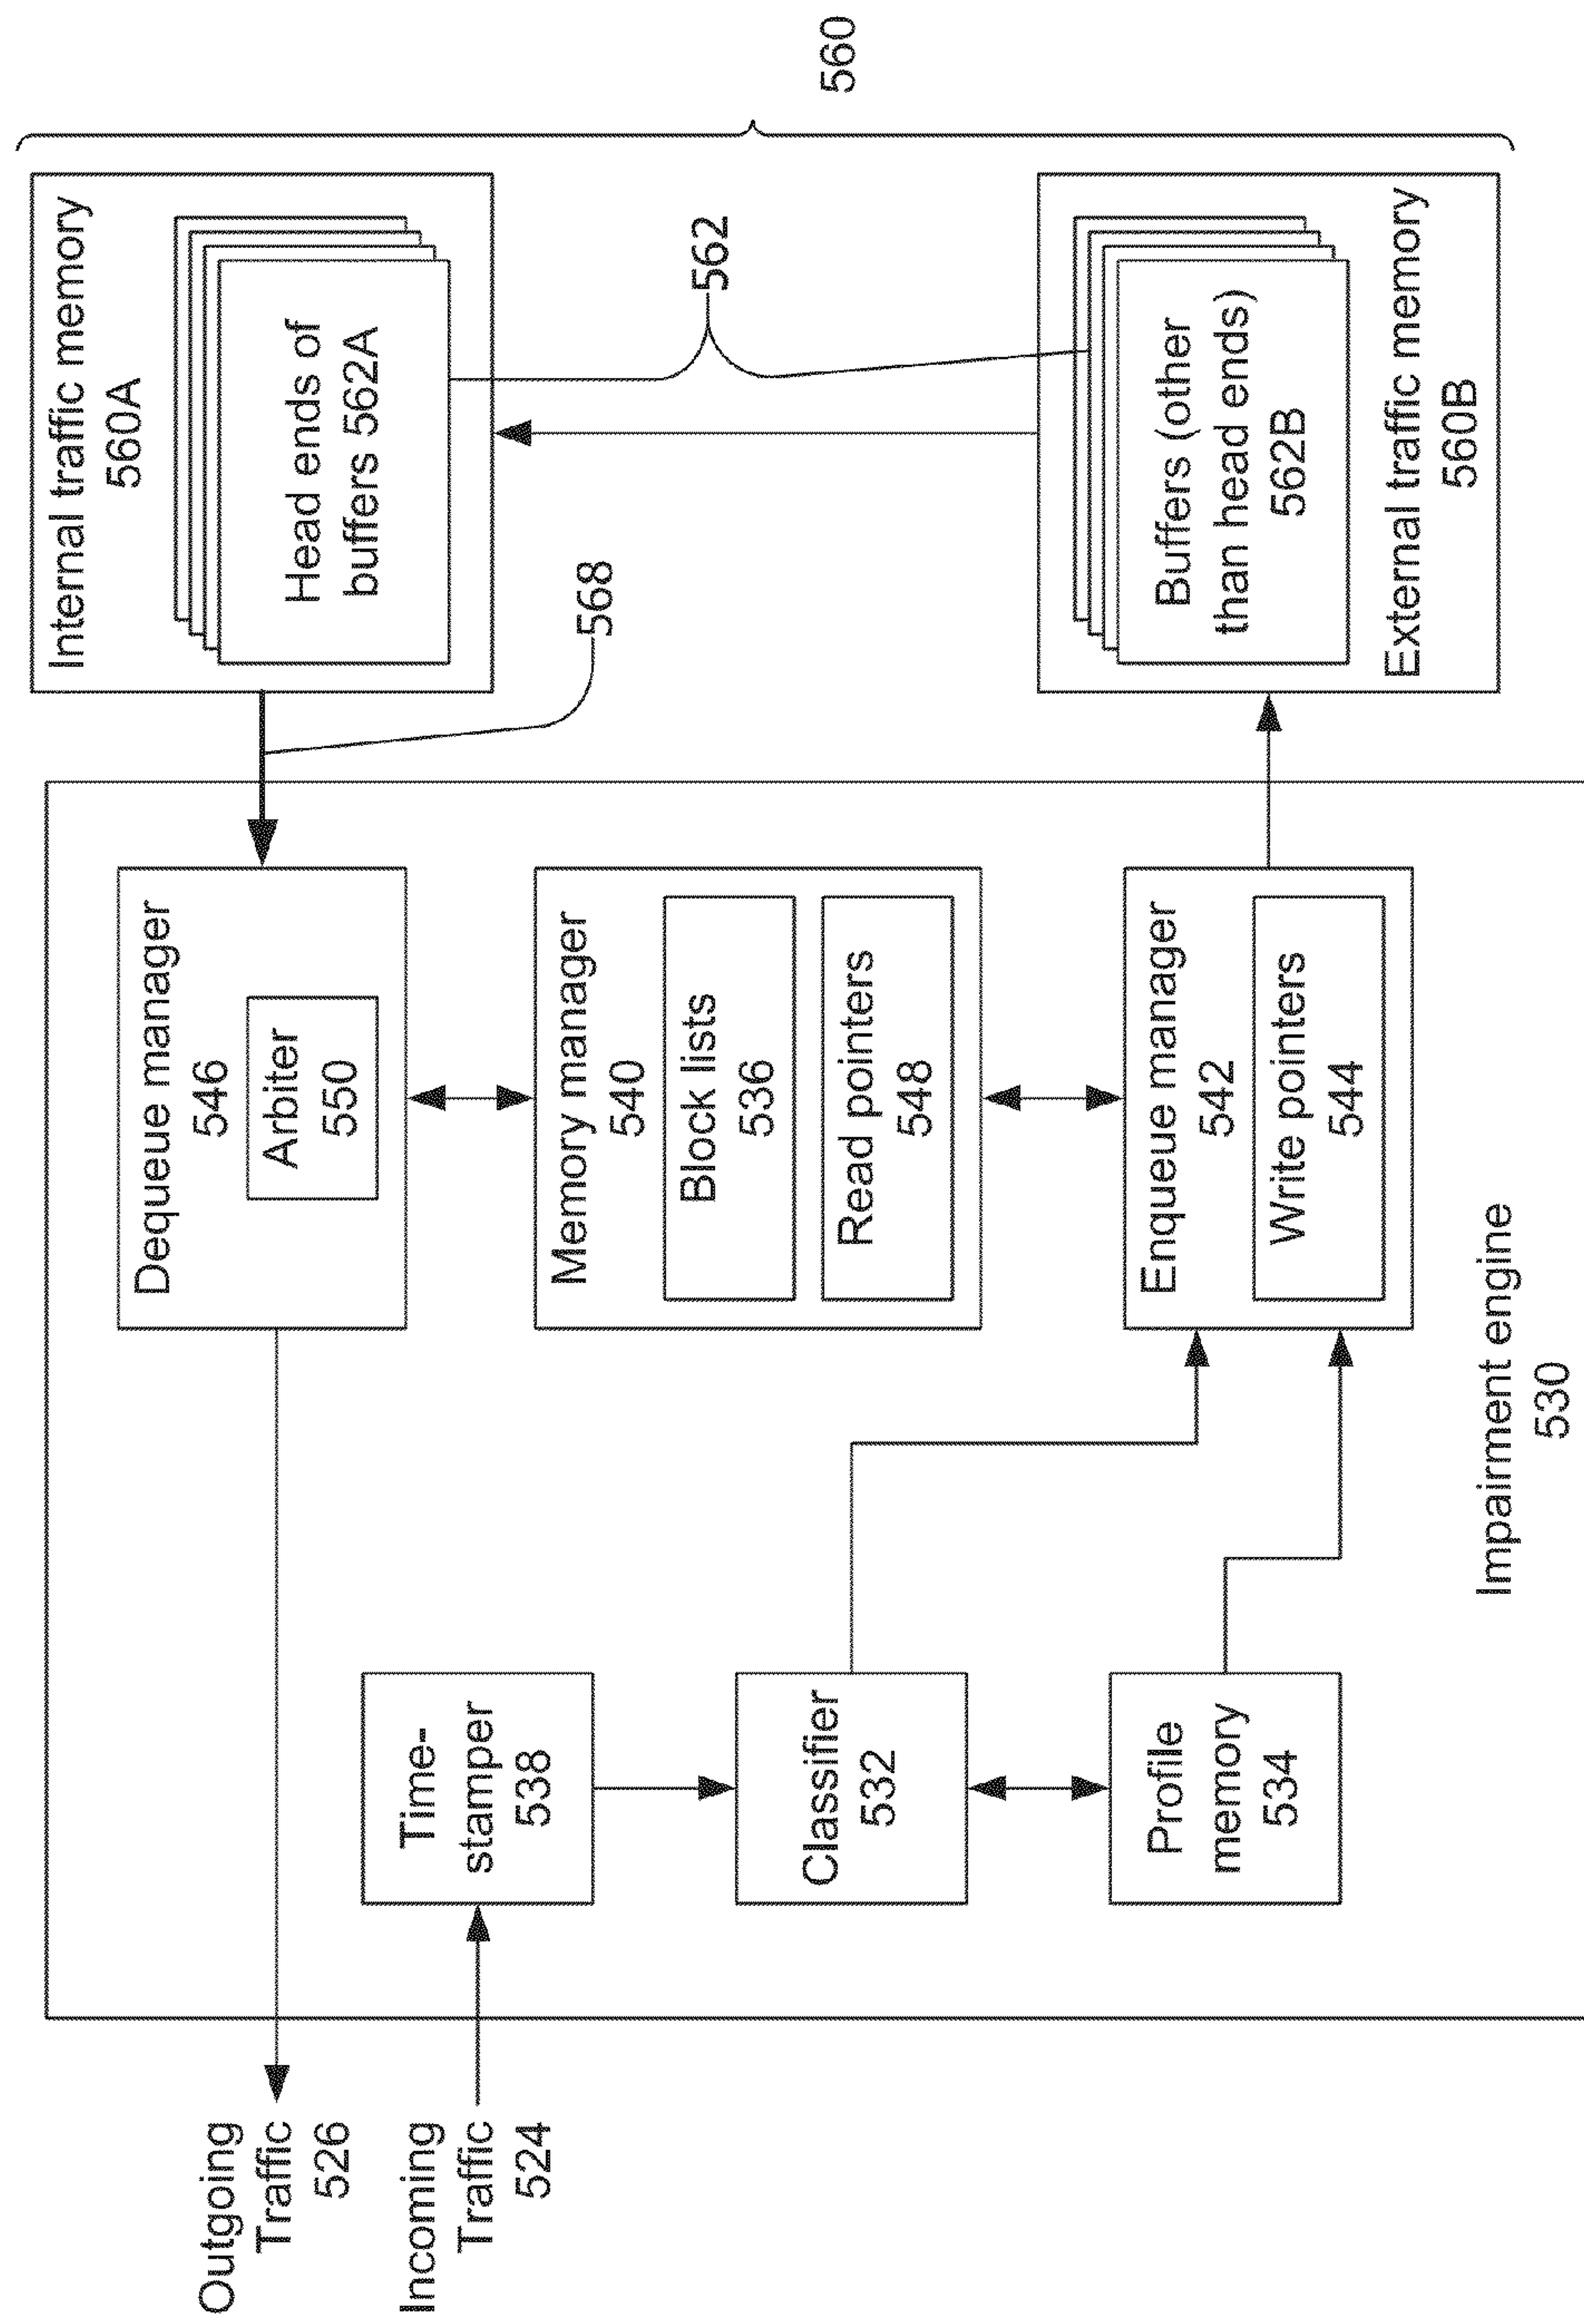 Outgoing
Traffic
526
Incoming
Traffic
524
Time-
stamper
538
Classifier
532
Profile
memory
534
Dequeue manager
546
Arbiter
550
Memory manager
540
Block lists
536
Read pointers
548
Enqueue manager
542
Write pointers
544
Impairment engine
530
568
Internal traffic memory
560A
Head ends of
buffers 562A
562
Buffers (other
than head ends)
562B
External traffic memory
560B
560